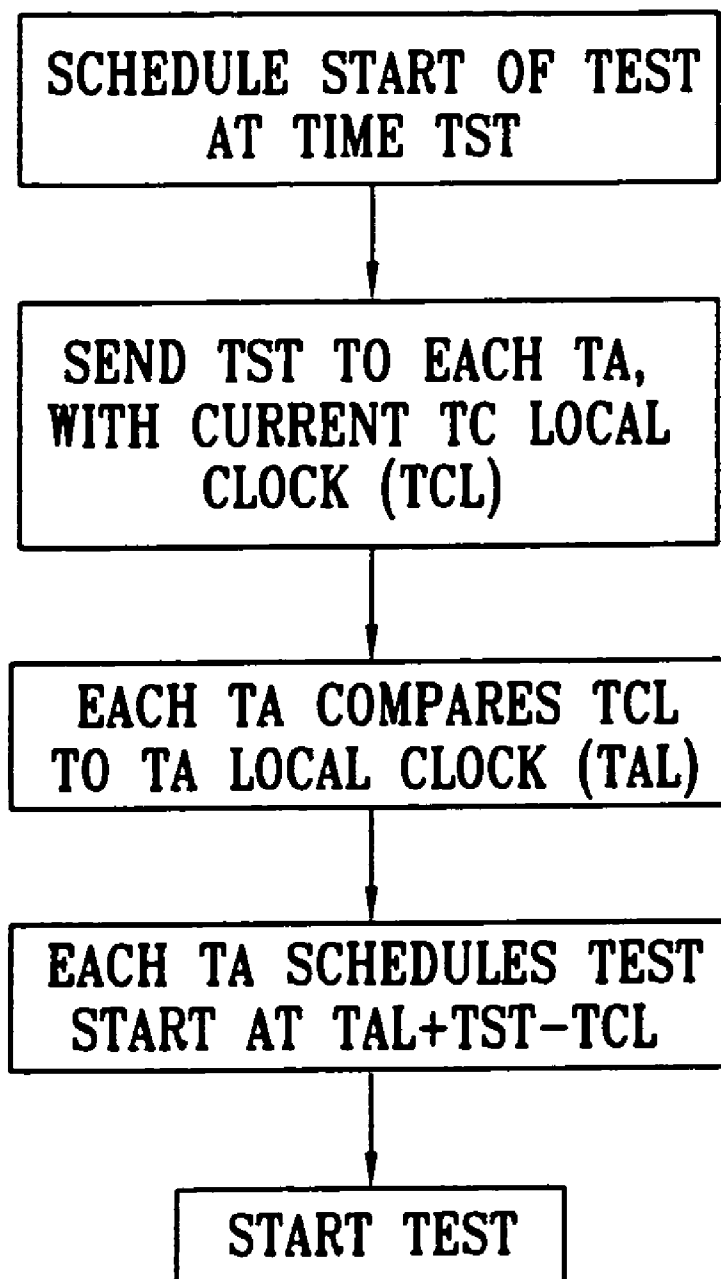 SCHEDULE START OF TEST
AT TIME TST
SEND TST TO EACH TA,
WITH CURRENT TC LOCAL
CLOCK (TCL)
EACH TA COMPARES TCL
TO TA LOCAL CLOCK (TAL)
EACH TA SCHEDULES TEST
START AT TAL+TST-TCL
START TEST